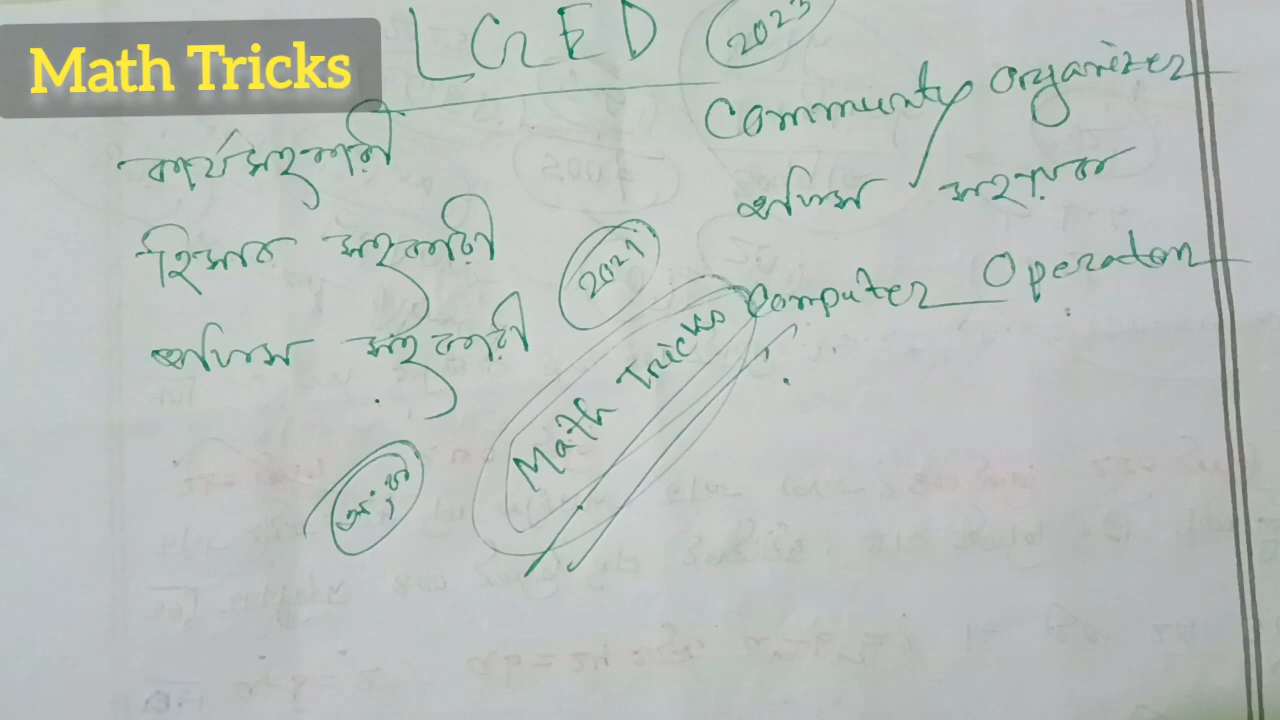 Math Tricks
LGED
2023
কার্যসহকারী
হিসাব সহকারী
অফিস সহকারী
2021
Community Organizer
অফিস সহায়ক
Computer Operator
Math Tricks
অংক